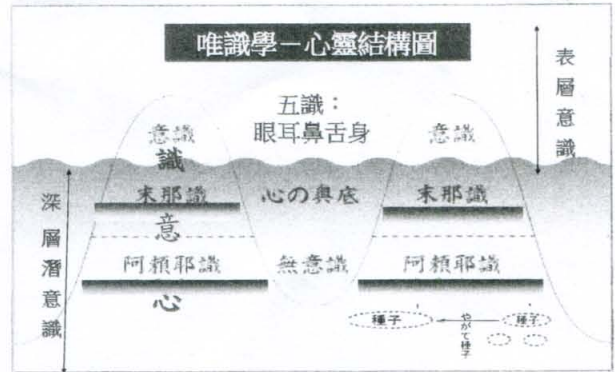 唯識學－心靈結構圖
表層意識
五識：
眼耳鼻舌身
意識
意識
識
末那識
心の奥底
末那識
意
深層潛意識
阿賴耶識
無意識
阿賴耶識
心
種子
やがて種子
種子